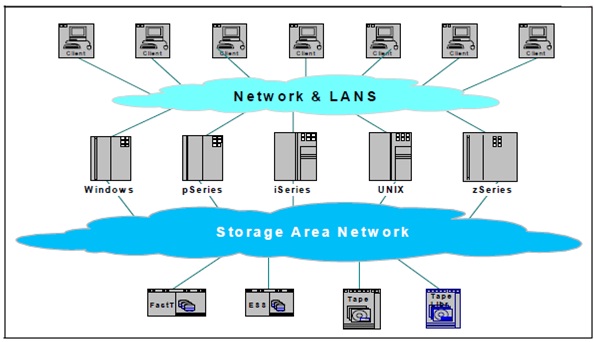 Client Client Client Client Client Client Client
Network & LANS
Windows pSeries iSeries UNIX zSeries
Storage Area Network
FastT ESS Tape Tape
Libr